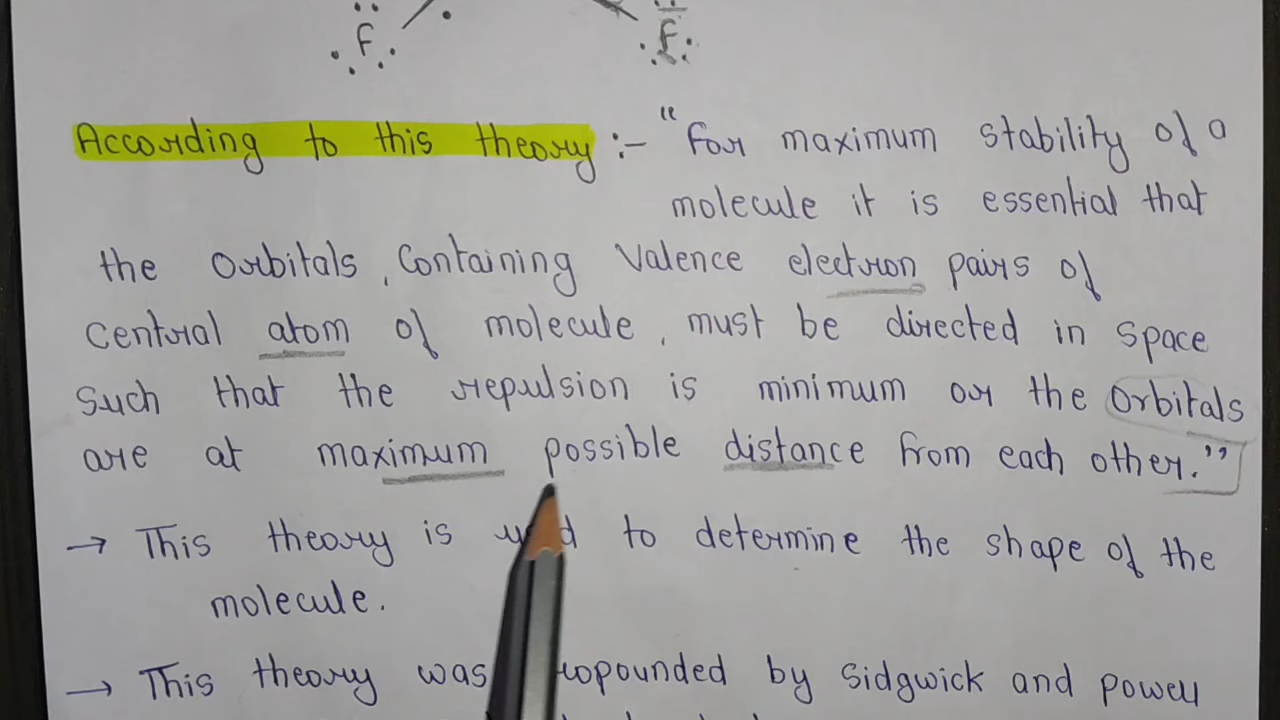 F F
According to this theory :- "For maximum stability of a
molecule it is essential that
the orbitals, containing valence electron pairs of
central atom of molecule, must be directed in space
such that the repulsion is minimum or the orbitals
are at maximum possible distance from each other."
→ This theory is to determine the shape of the
molecule.
→ This theory was by Sidgwick and powell